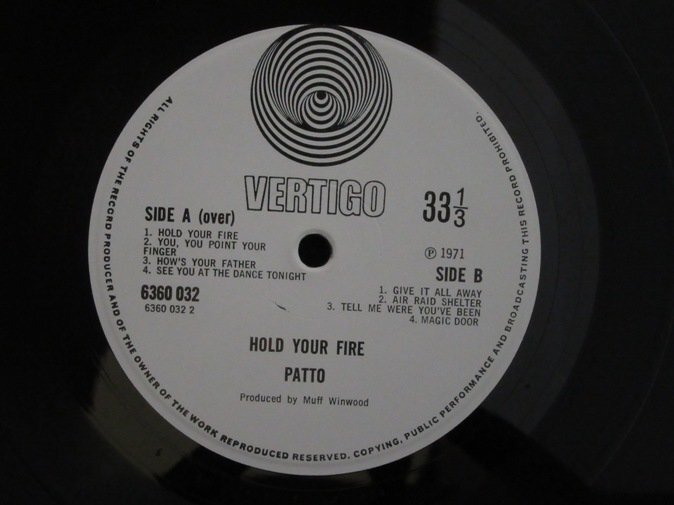 VERTIGO
33 1/3
SIDE A (over)
1. HOLD YOUR FIRE
2. YOU, YOU POINT YOUR
FINGER
3. HOW'S YOUR FATHER
4. SEE YOU AT THE DANCE TONIGHT
6360 032
6360 032 2
℗ 1971
SIDE B
1. GIVE IT ALL AWAY
2. AIR RAID SHELTER
3. TELL ME WERE YOU'VE BEEN
4. MAGIC DOOR
HOLD YOUR FIRE
PATTO
Produced by Muff Winwood
ALL RIGHTS OF THE RECORD PRODUCER AND OF THE OWNER OF THE WORK REPRODUCED RESERVED. COPYING, PUBLIC PERFORMANCE AND BROADCASTING THIS RECORD PROHIBITED.